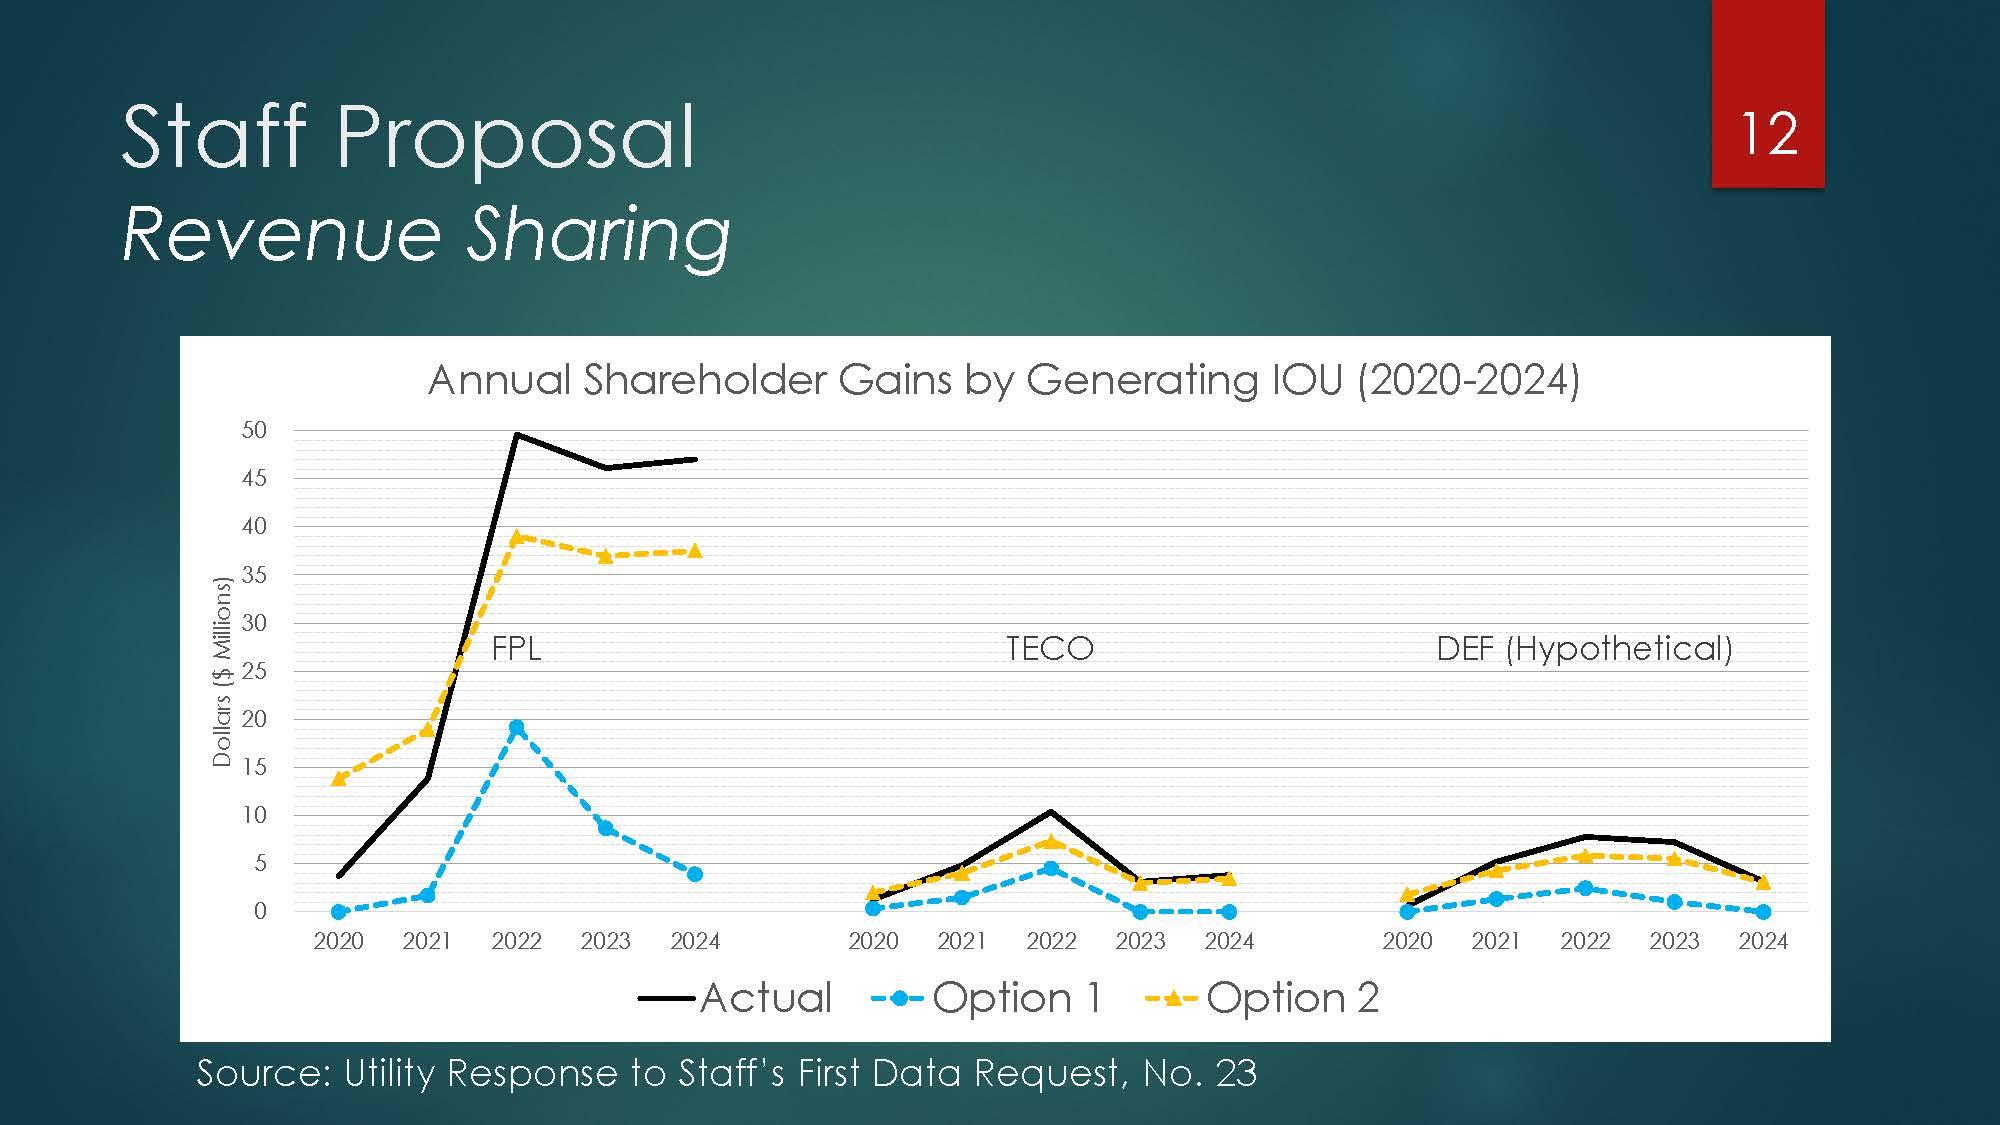 Staff Proposal
Revenue Sharing
12
Annual Shareholder Gains by Generating IOU (2020-2024)
Dollars ($ Millions)
50
45
40
35
30
25
20
15
10
5
0
FPL
TECO
DEF (Hypothetical)
2020 2021 2022 2023 2024 2020 2021 2022 2023 2024 2020 2021 2022 2023 2024
Actual Option 1 Option 2
Source: Utility Response to Staff's First Data Request, No. 23